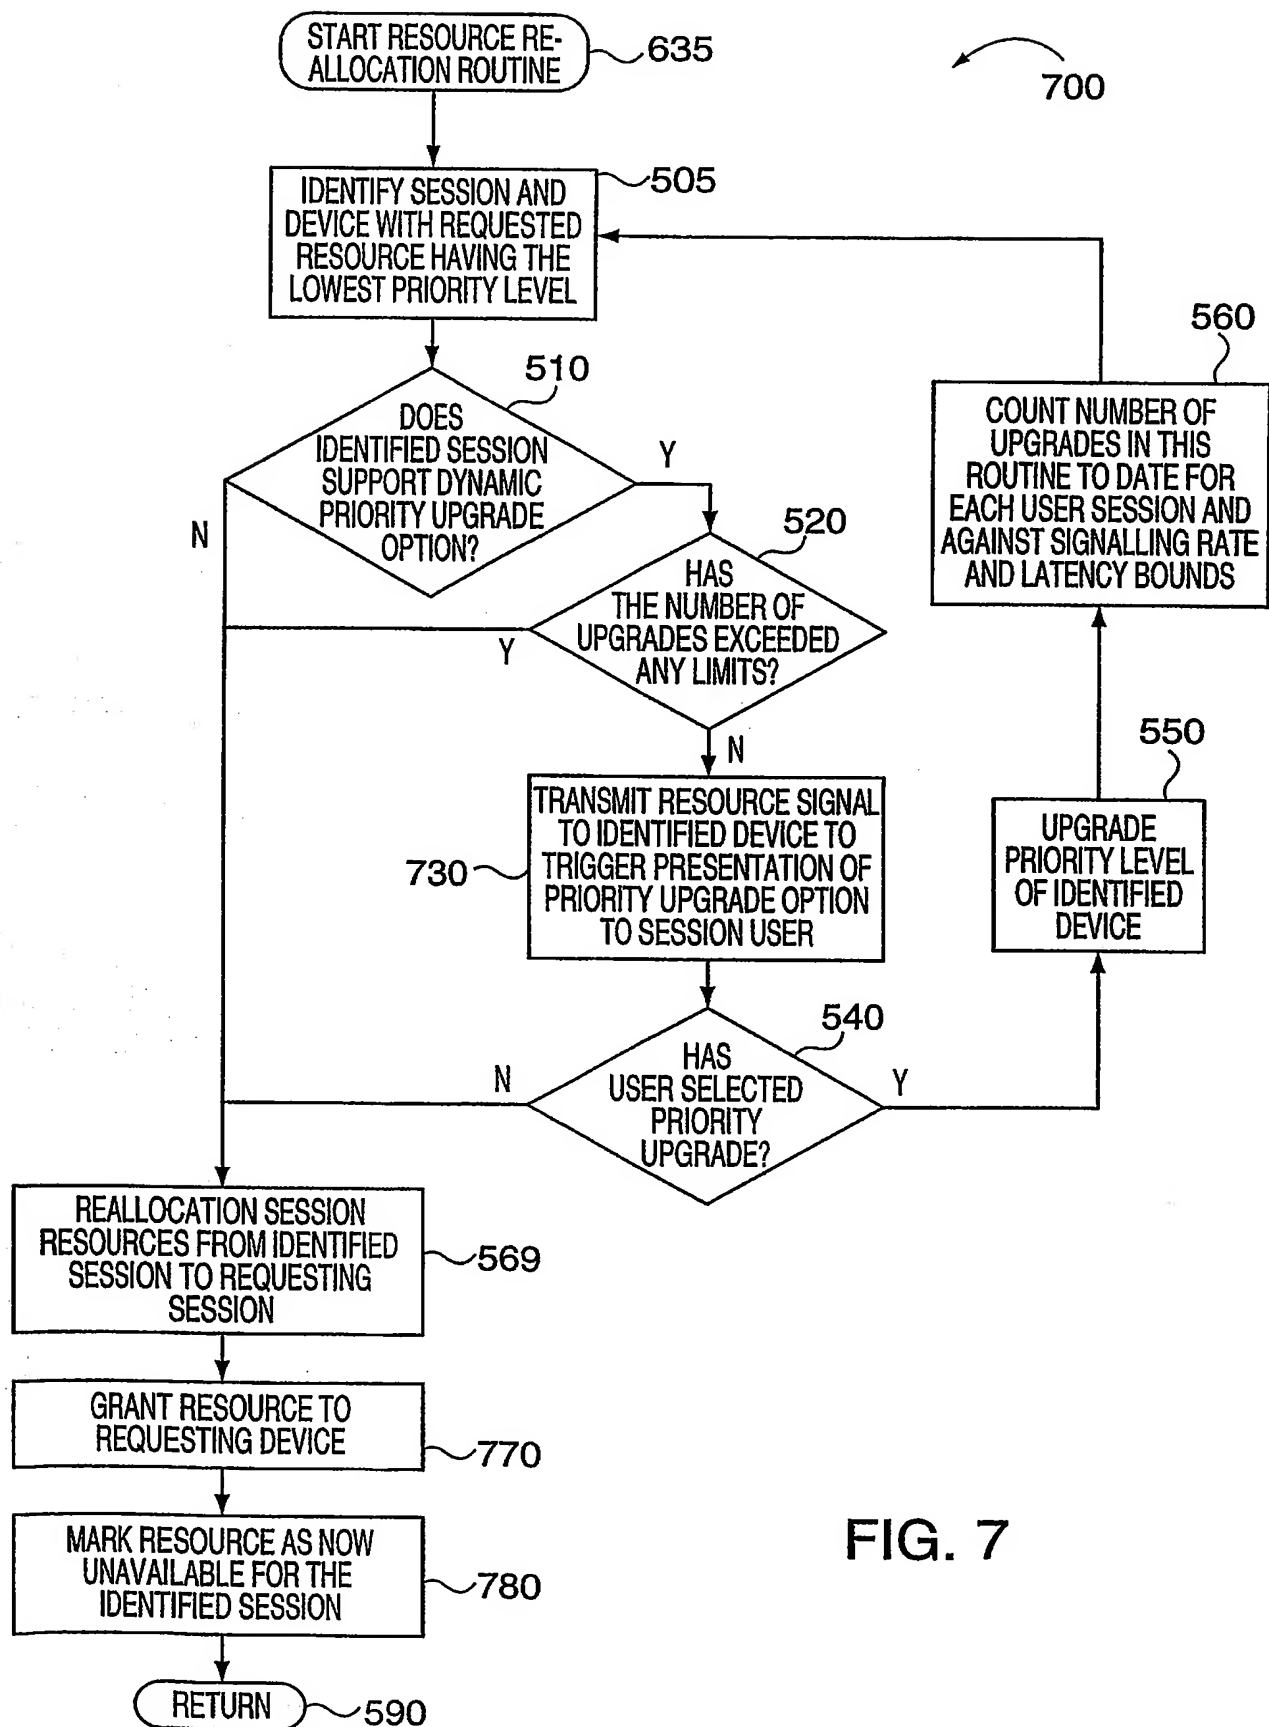 START RESOURCE RE-
ALLOCATION ROUTINE
635
700
IDENTIFY SESSION AND
DEVICE WITH REQUESTED
RESOURCE HAVING THE
LOWEST PRIORITY LEVEL
505
510
DOES
IDENTIFIED SESSION
SUPPORT DYNAMIC
PRIORITY UPGRADE
OPTION?
Y
N
520
HAS
THE NUMBER OF
UPGRADES EXCEEDED
ANY LIMITS?
Y
N
560
COUNT NUMBER OF
UPGRADES IN THIS
ROUTINE TO DATE FOR
EACH USER SESSION AND
AGAINST SIGNALLING RATE
AND LATENCY BOUNDS
550
UPGRADE
PRIORITY LEVEL
OF IDENTIFIED
DEVICE
TRANSMIT RESOURCE SIGNAL
TO IDENTIFIED DEVICE TO
TRIGGER PRESENTATION OF
PRIORITY UPGRADE OPTION
TO SESSION USER
730
540
HAS
USER SELECTED
PRIORITY
UPGRADE?
N
Y
REALLOCATION SESSION
RESOURCES FROM IDENTIFIED
SESSION TO REQUESTING
SESSION
569
GRANT RESOURCE TO
REQUESTING DEVICE
770
MARK RESOURCE AS NOW
UNAVAILABLE FOR THE
IDENTIFIED SESSION
780
RETURN
590
FIG. 7